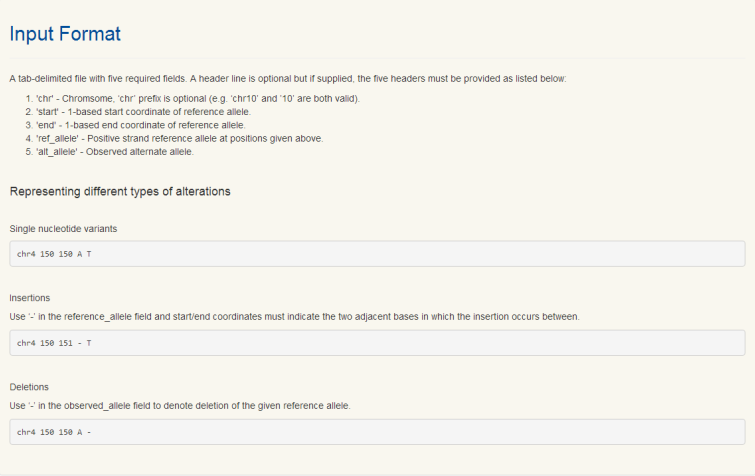 Input Format
A tab-delimited file with five required fields. A header line is optional but if supplied, the five headers must be provided as listed below:
1. 'chr' - Chromsome, 'chr' prefix is optional (e.g. 'chr10' and '10' are both valid).
2. 'start' - 1-based start coordinate of reference allele.
3. 'end' - 1-based end coordinate of reference allele.
4. 'ref_allele' - Positive strand reference allele at positions given above.
5. 'alt_allele' - Observed alternate allele.
Representing different types of alterations
Single nucleotide variants
chr4 150 150 A T
Insertions
Use '-' in the reference_allele field and start/end coordinates must indicate the two adjacent bases in which the insertion occurs between.
chr4 150 151 - T
Deletions
Use '-' in the observed_allele field to denote deletion of the given reference allele.
chr4 150 150 A -